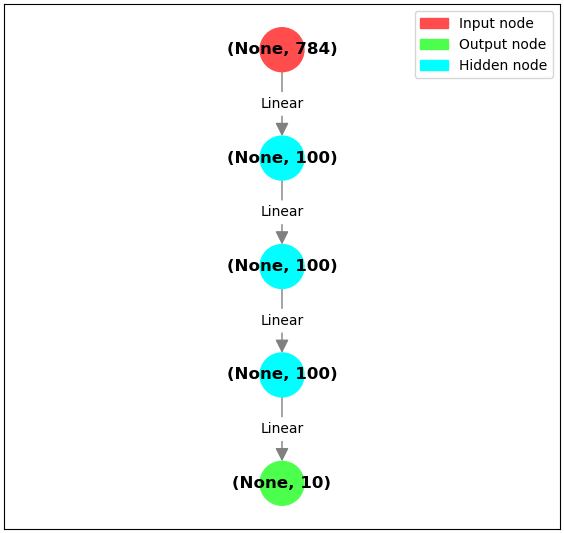 (None, 784)
Linear
(None, 100)
Linear
(None, 100)
Linear
(None, 100)
Linear
(None, 10)
Input node
Output node
Hidden node